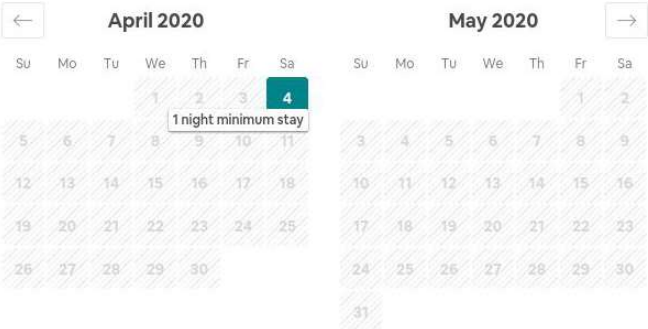 ← April 2020
Su Mo Tu We Th Fr Sa
1 2 3 4
1 night minimum stay
5 6 7 8 9 10 11
12 13 14 15 16 17 18
19 20 21 22 23 24 25
26 27 28 29 30
May 2020 →
Su Mo Tu We Th Fr Sa
1 2
3 4 5 6 7 8 9
10 11 12 13 14 15 16
17 18 19 20 21 22 23
24 25 26 27 28 29 30
31